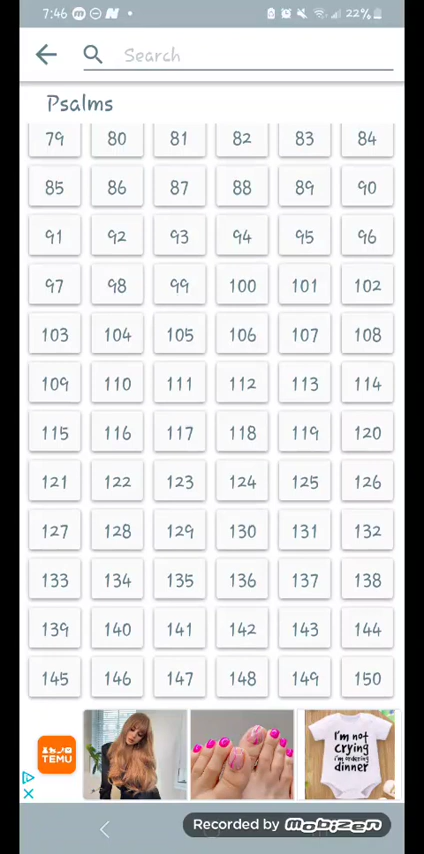 7:46 22%
Search
Psalms
79 80 81 82 83 84
85 86 87 88 89 90
91 92 93 94 95 96
97 98 99 100 101 102
103 104 105 106 107 108
109 110 111 112 113 114
115 116 117 118 119 120
121 122 123 124 125 126
127 128 129 130 131 132
133 134 135 136 137 138
139 140 141 142 143 144
145 146 147 148 149 150
TEMU
i'm not
crying
i'm ordering
dinner
Recorded by mobizen